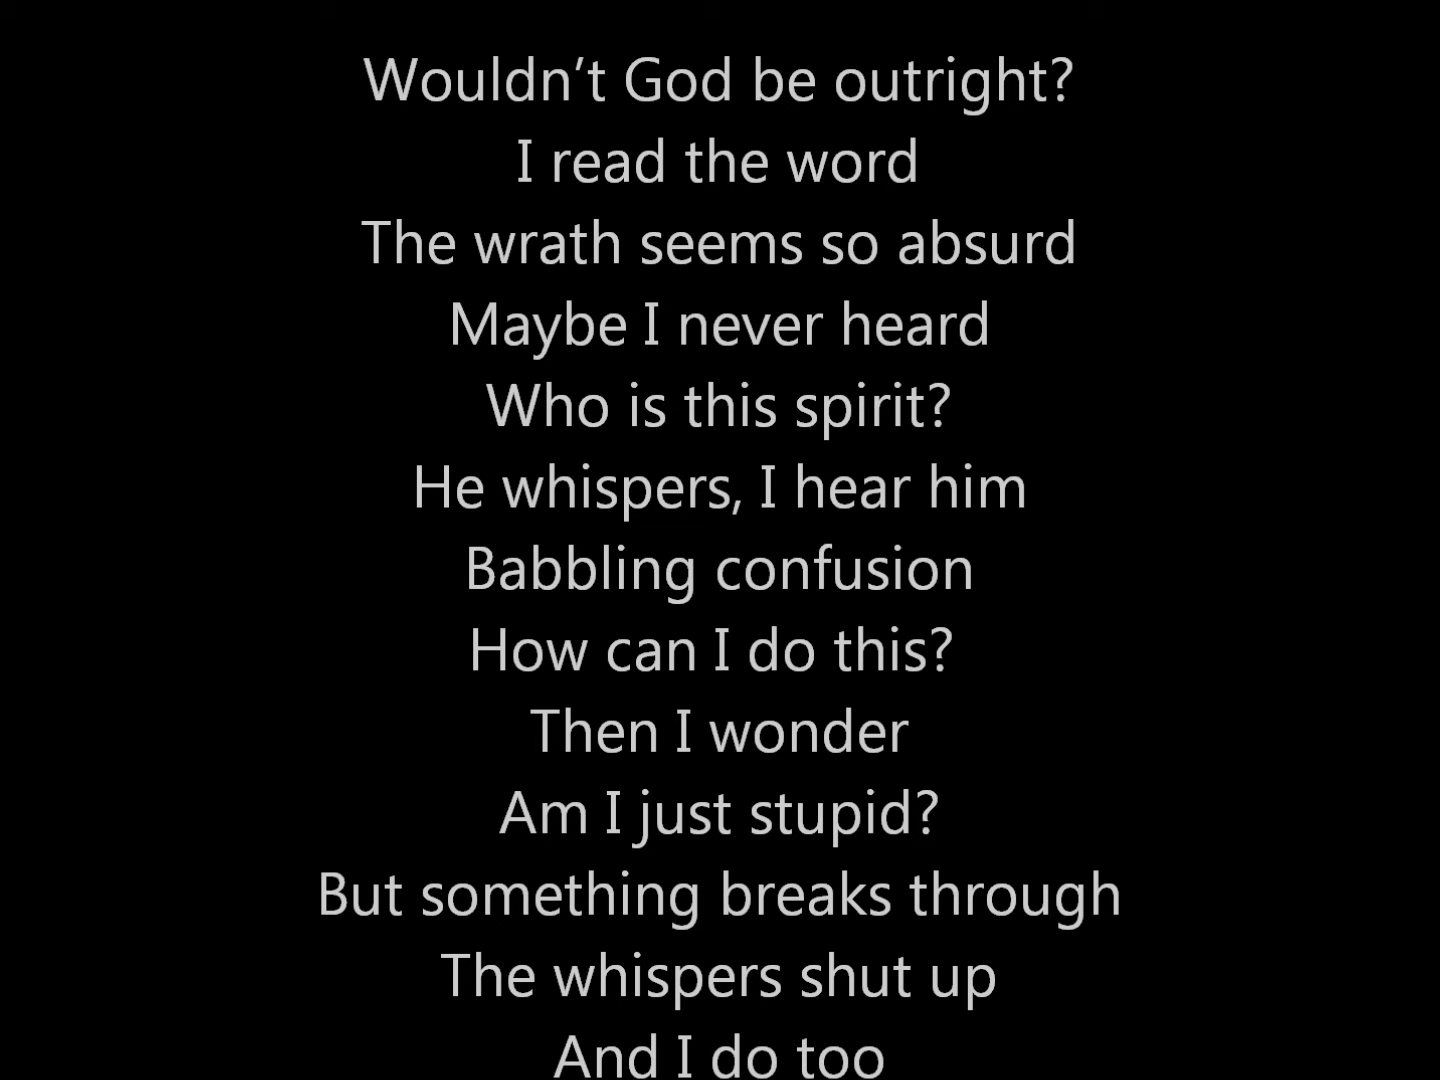 Wouldn’t God be outright?
I read the word
The wrath seems so absurd
Maybe I never heard
Who is this spirit?
He whispers, I hear him
Babbling confusion
How can I do this?
Then I wonder
Am I just stupid?
But something breaks through
The whispers shut up
And I do too